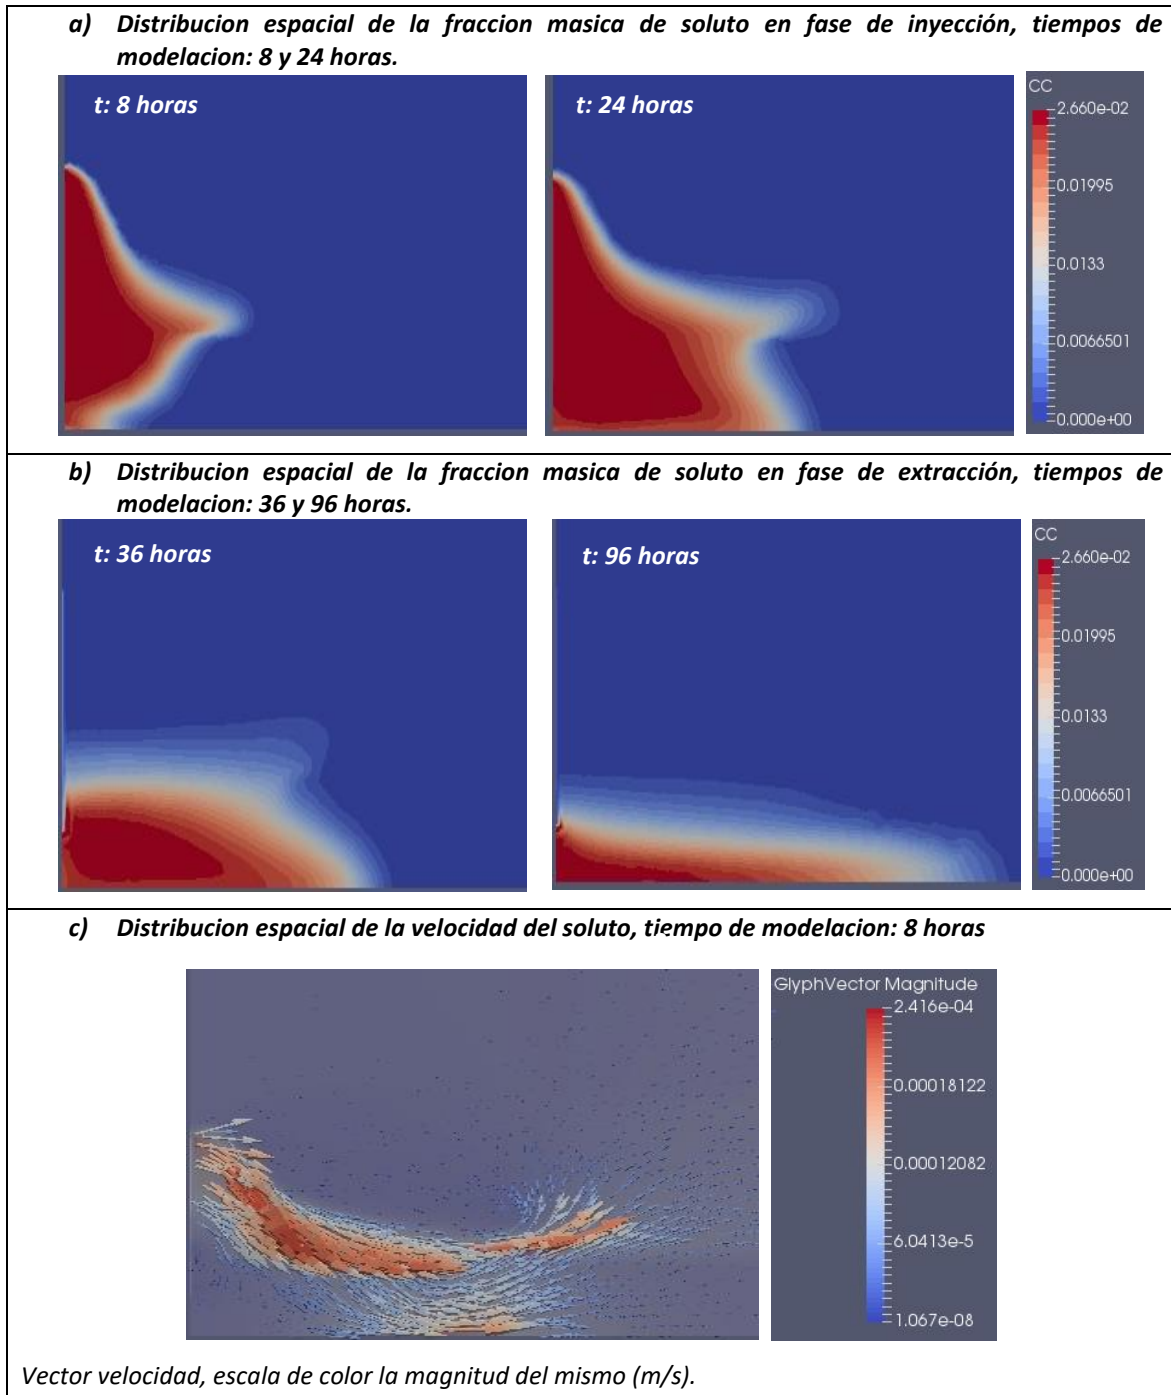 a) Distribucion espacial de la fraccion masica de soluto en fase de inyección, tiempos de
modelacion: 8 y 24 horas.
t: 8 horas
t: 24 horas
CC
2.660e-02
0.01995
0.0133
0.0066501
0.000e+00
b) Distribucion espacial de la fraccion masica de soluto en fase de extracción, tiempos de
modelacion: 36 y 96 horas.
t: 36 horas
t: 96 horas
CC
2.660e-02
0.01995
0.0133
0.0066501
0.000e+00
c) Distribucion espacial de la velocidad del soluto, tiempo de modelacion: 8 horas
GlyphVector Magnitude
2.416e-04
0.00018122
0.00012082
6.0413e-5
1.067e-08
Vector velocidad, escala de color la magnitud del mismo (m/s).